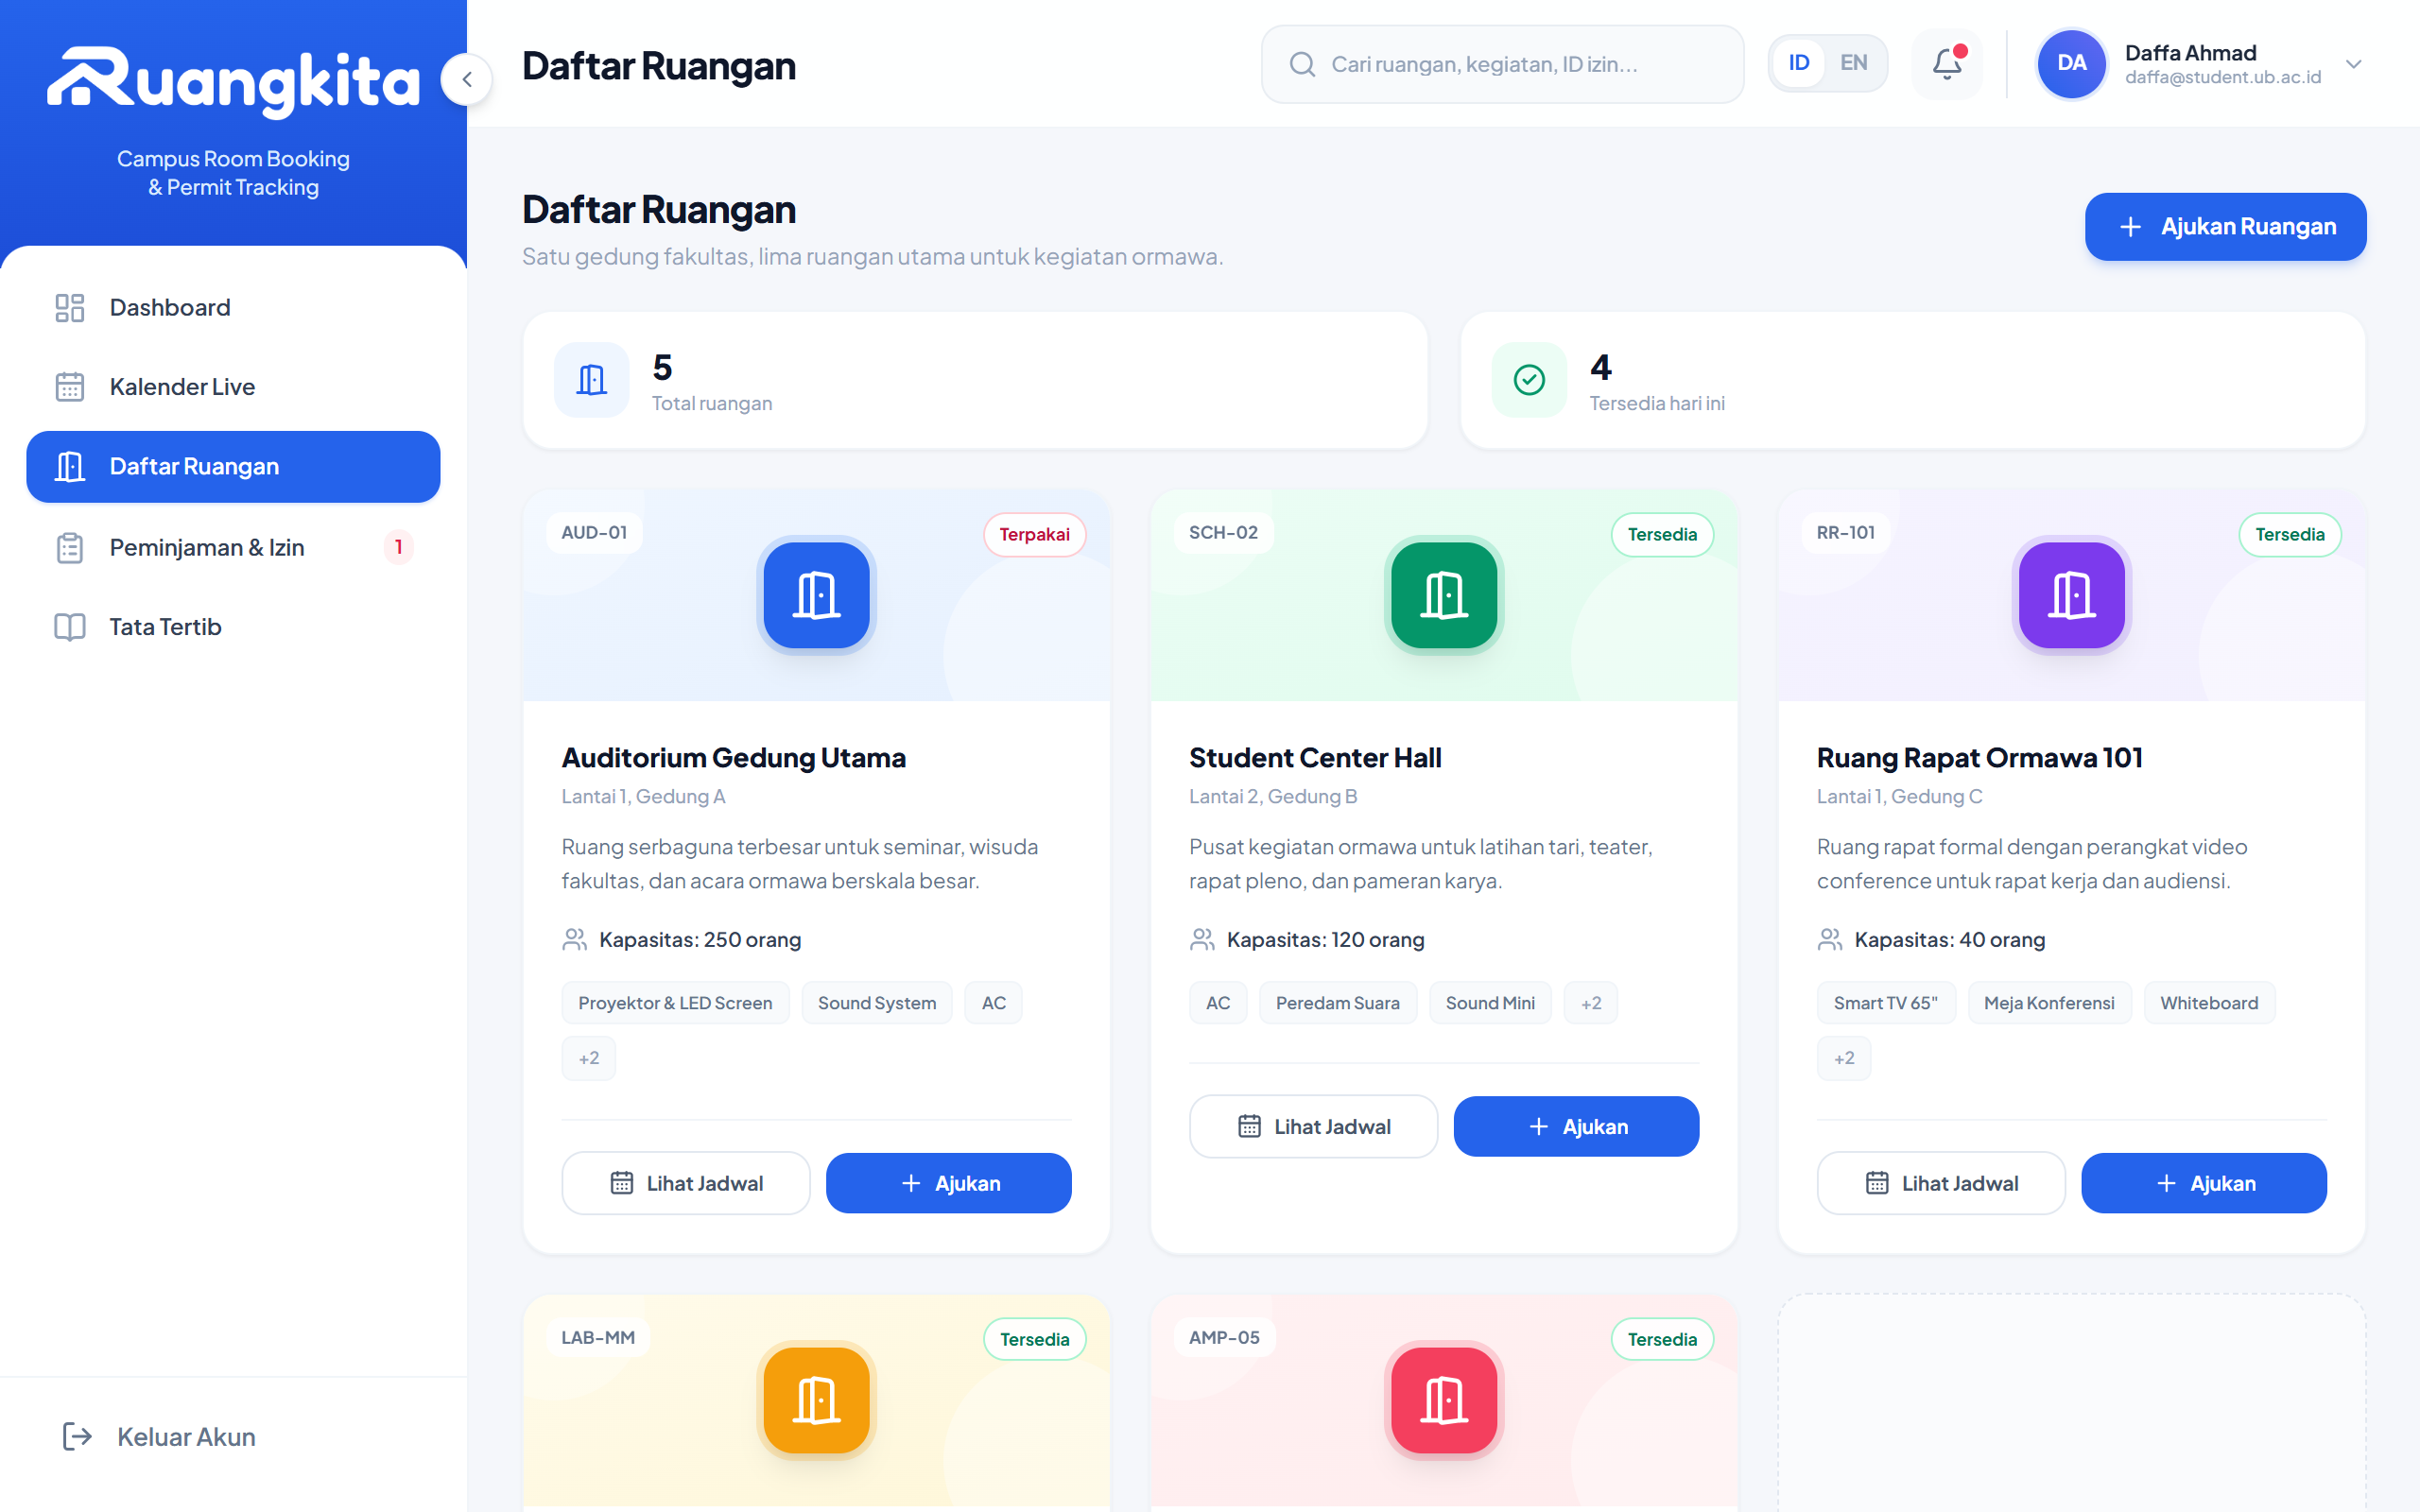 Ruangkita
Campus Room Booking
& Permit Tracking
Dashboard
Kalender Live
Daftar Ruangan
Peminjaman & Izin
1
Tata Tertib
Keluar Akun
Daftar Ruangan
Cari ruangan, kegiatan, ID izin...
ID
EN
DA
Daffa Ahmad
daffa@student.ub.ac.id
Daftar Ruangan
Satu gedung fakultas, lima ruangan utama untuk kegiatan ormawa.
Ajukan Ruangan
5
Total ruangan
4
Tersedia hari ini
AUD-01
Terpakai
Auditorium Gedung Utama
Lantai 1, Gedung A
Ruang serbaguna terbesar untuk seminar, wisuda
fakultas, dan acara ormawa berskala besar.
Kapasitas: 250 orang
Proyektor & LED Screen
Sound System
AC
+2
Lihat Jadwal
Ajukan
SCH-02
Tersedia
Student Center Hall
Lantai 2, Gedung B
Pusat kegiatan ormawa untuk latihan tari, teater,
rapat pleno, dan pameran karya.
Kapasitas: 120 orang
AC
Peredam Suara
Sound Mini
+2
Lihat Jadwal
Ajukan
RR-101
Tersedia
Ruang Rapat Ormawa 101
Lantai 1, Gedung C
Ruang rapat formal dengan perangkat video
conference untuk rapat kerja dan audiensi.
Kapasitas: 40 orang
Smart TV 65"
Meja Konferensi
Whiteboard
+2
Lihat Jadwal
Ajukan
LAB-MM
Tersedia
AMP-05
Tersedia